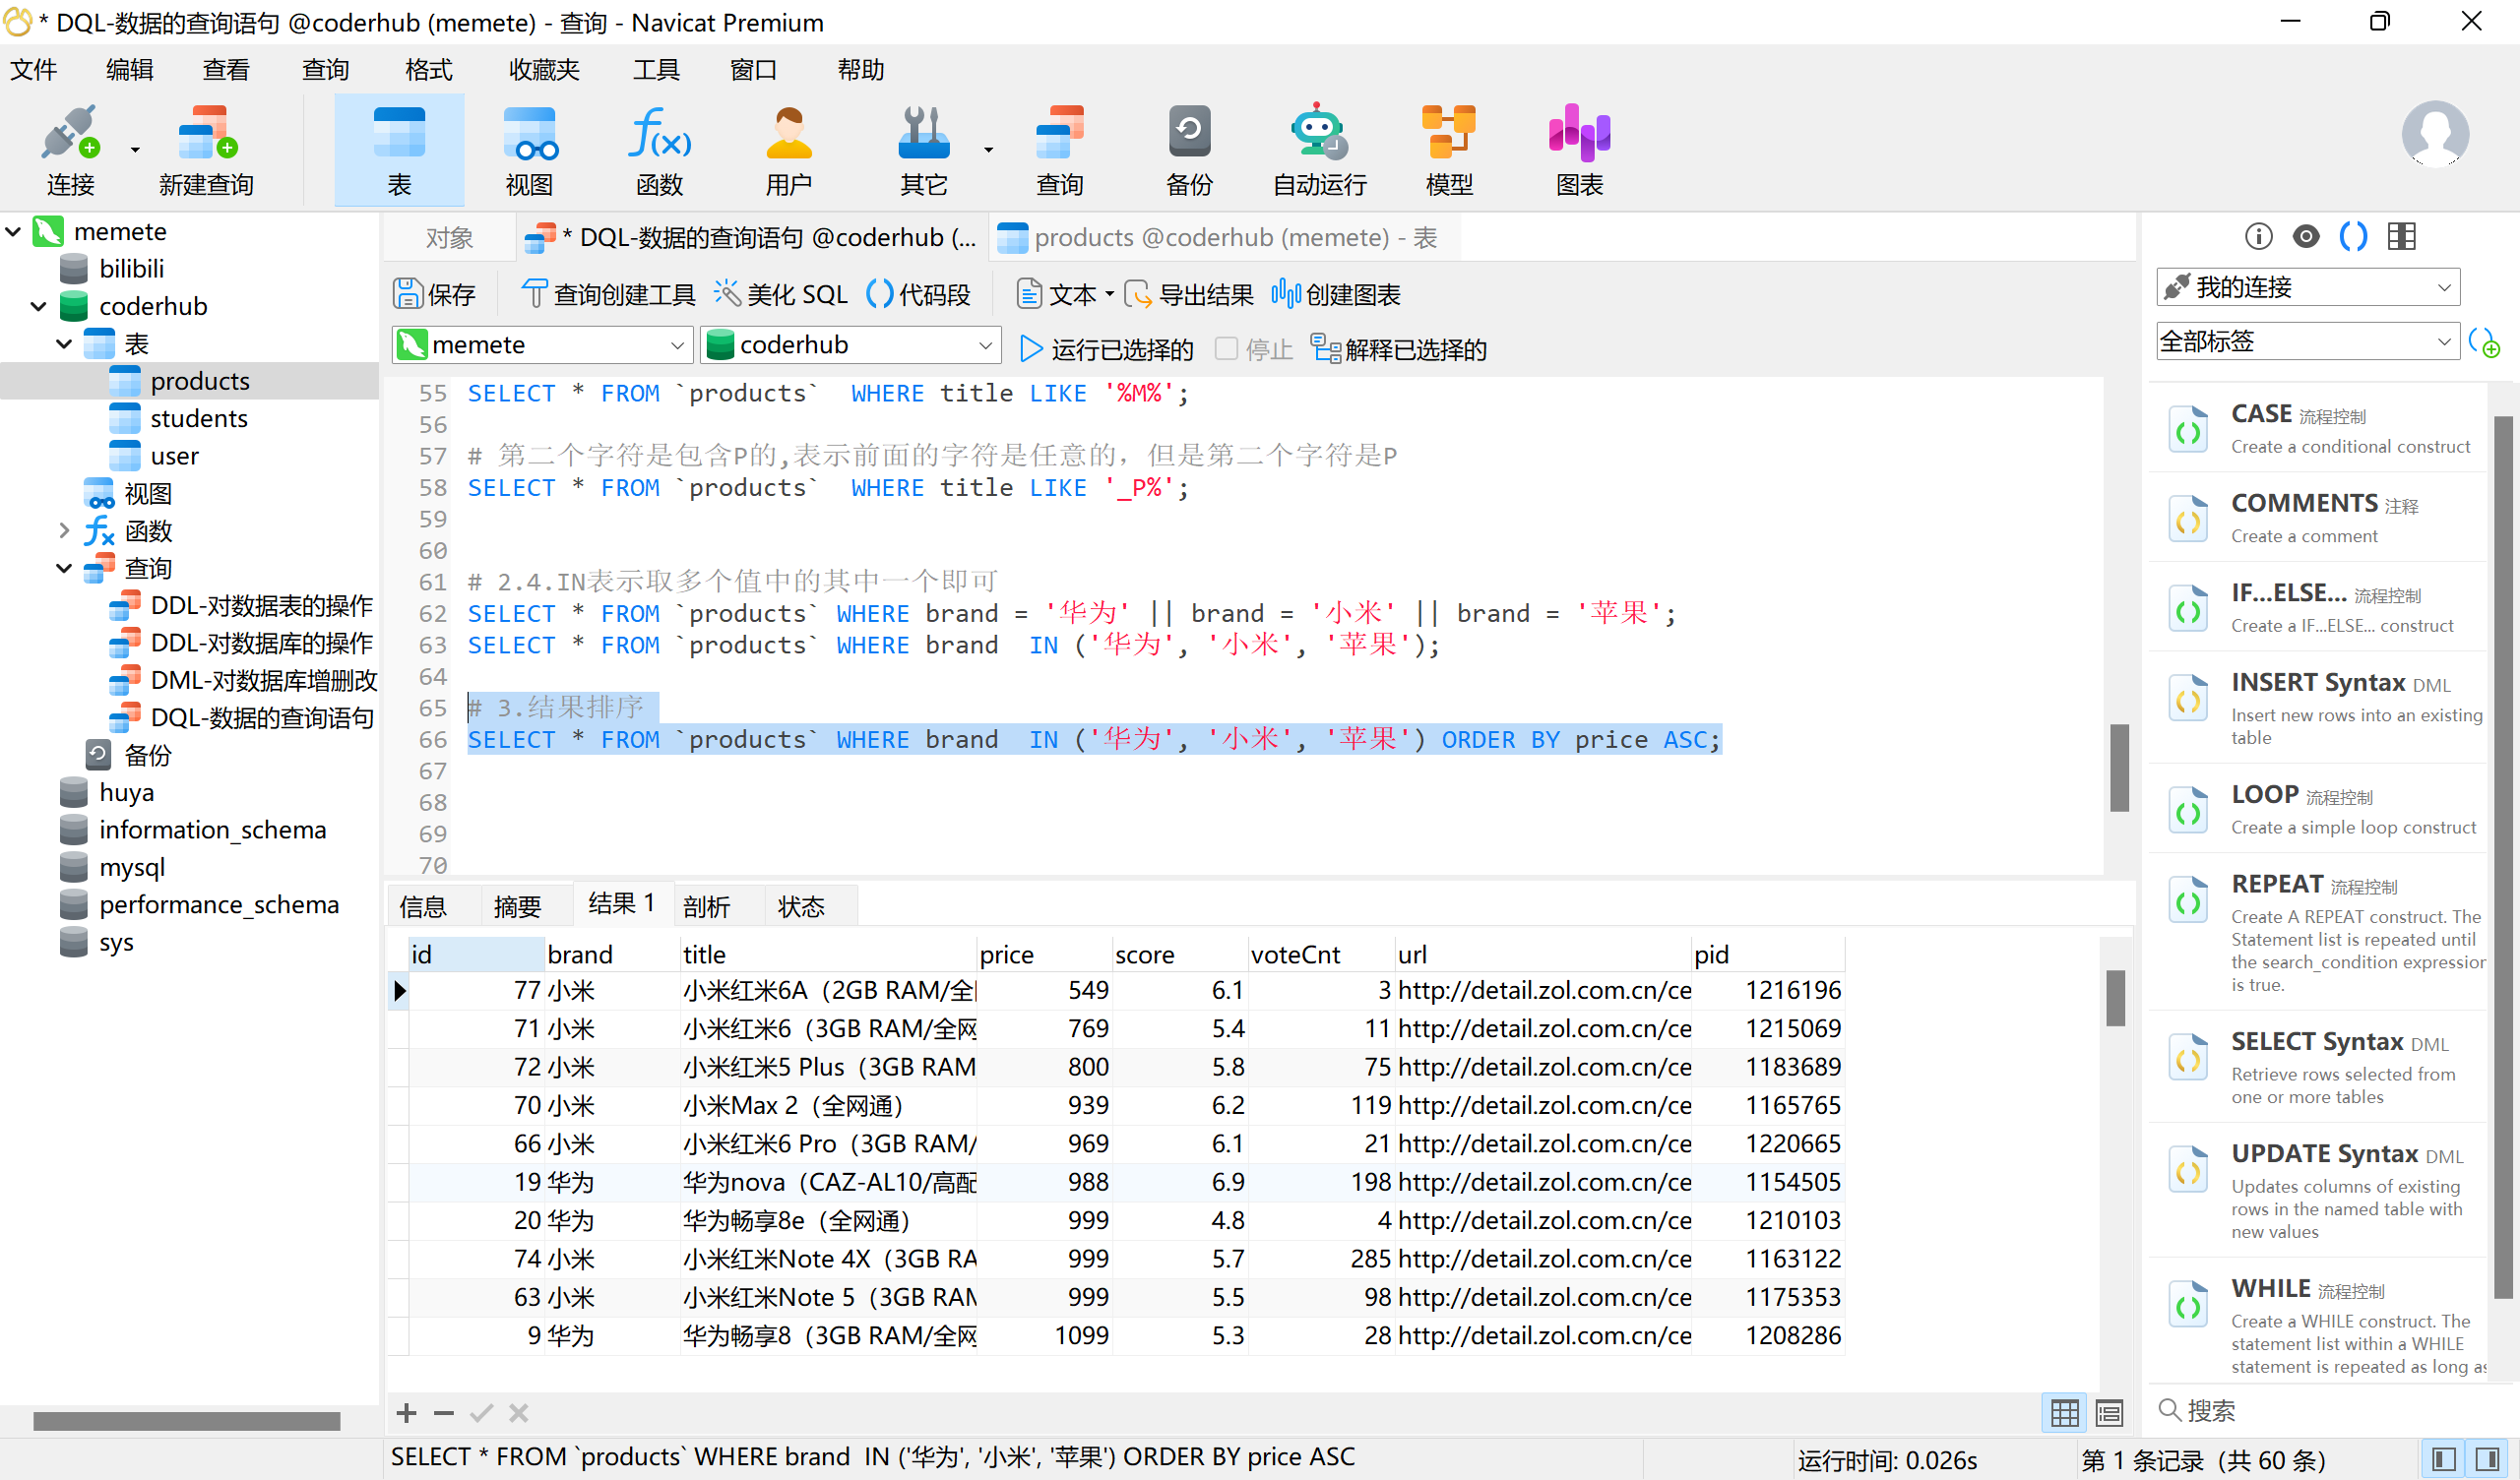 * DQL-数据的查询语句 @coderhub (memete) - 查询 - Navicat Premium
文件 编辑 查看 查询 格式 收藏夹 工具 窗口 帮助
连接 新建查询 表 视图 函数 用户 其它 查询 备份 自动运行 模型 图表
memete
bilibili
coderhub
表
products
students
user
视图
函数
查询
DDL-对数据表的操作
DDL-对数据库的操作
DML-对数据库增删改
DQL-数据的查询语句
备份
huya
information_schema
mysql
performance_schema
sys
对象 * DQL-数据的查询语句 @coderhub (... products @coderhub (memete) - 表
保存 查询创建工具 美化 SQL 代码段 文本 导出结果 创建图表
memete coderhub 运行已选择的 停止 解释已选择的
55 SELECT * FROM `products`  WHERE title LIKE '%M%';
56
57 # 第二个字符是包含P的,表示前面的字符是任意的，但是第二个字符是P
58 SELECT * FROM `products`  WHERE title LIKE '_P%';
59
60
61 # 2.4.IN表示取多个值中的其中一个即可
62 SELECT * FROM `products` WHERE brand = '华为' || brand = '小米' || brand = '苹果';
63 SELECT * FROM `products` WHERE brand  IN ('华为', '小米', '苹果');
64
65 # 3.结果排序
66 SELECT * FROM `products` WHERE brand  IN ('华为', '小米', '苹果') ORDER BY price ASC;
67
68
69
70
信息 摘要 结果 1 剖析 状态
id brand title price score voteCnt url pid
77 小米 小米红米6A（2GB RAM/全 549 6.1 3 http://detail.zol.com.cn/ce 1216196
71 小米 小米红米6（3GB RAM/全网 769 5.4 11 http://detail.zol.com.cn/ce 1215069
72 小米 小米红米5 Plus（3GB RAM 800 5.8 75 http://detail.zol.com.cn/ce 1183689
70 小米 小米Max 2（全网通） 939 6.2 119 http://detail.zol.com.cn/ce 1165765
66 小米 小米红米6 Pro（3GB RAM/ 969 6.1 21 http://detail.zol.com.cn/ce 1220665
19 华为 华为nova（CAZ-AL10/高配 988 6.9 198 http://detail.zol.com.cn/ce 1154505
20 华为 华为畅享8e（全网通） 999 4.8 4 http://detail.zol.com.cn/ce 1210103
74 小米 小米红米Note 4X（3GB RA 999 5.7 285 http://detail.zol.com.cn/ce 1163122
63 小米 小米红米Note 5（3GB RAM 999 5.5 98 http://detail.zol.com.cn/ce 1175353
9 华为 华为畅享8（3GB RAM/全网 1099 5.3 28 http://detail.zol.com.cn/ce 1208286
我的连接
全部标签
CASE 流程控制
Create a conditional construct
COMMENTS 注释
Create a comment
IF...ELSE... 流程控制
Create a IF...ELSE... construct
INSERT Syntax DML
Insert new rows into an existing
table
LOOP 流程控制
Create a simple loop construct
REPEAT 流程控制
Create A REPEAT construct. The
Statement list is repeated until
the search_condition expression
is true.
SELECT Syntax DML
Retrieve rows selected from
one or more tables
UPDATE Syntax DML
Updates columns of existing
rows in the named table with
new values
WHILE 流程控制
Create a WHILE construct. The
statement list within a WHILE
statement is repeated as long as
搜索
SELECT * FROM `products` WHERE brand  IN ('华为', '小米', '苹果') ORDER BY price ASC 运行时间: 0.026s 第 1 条记录（共 60 条）